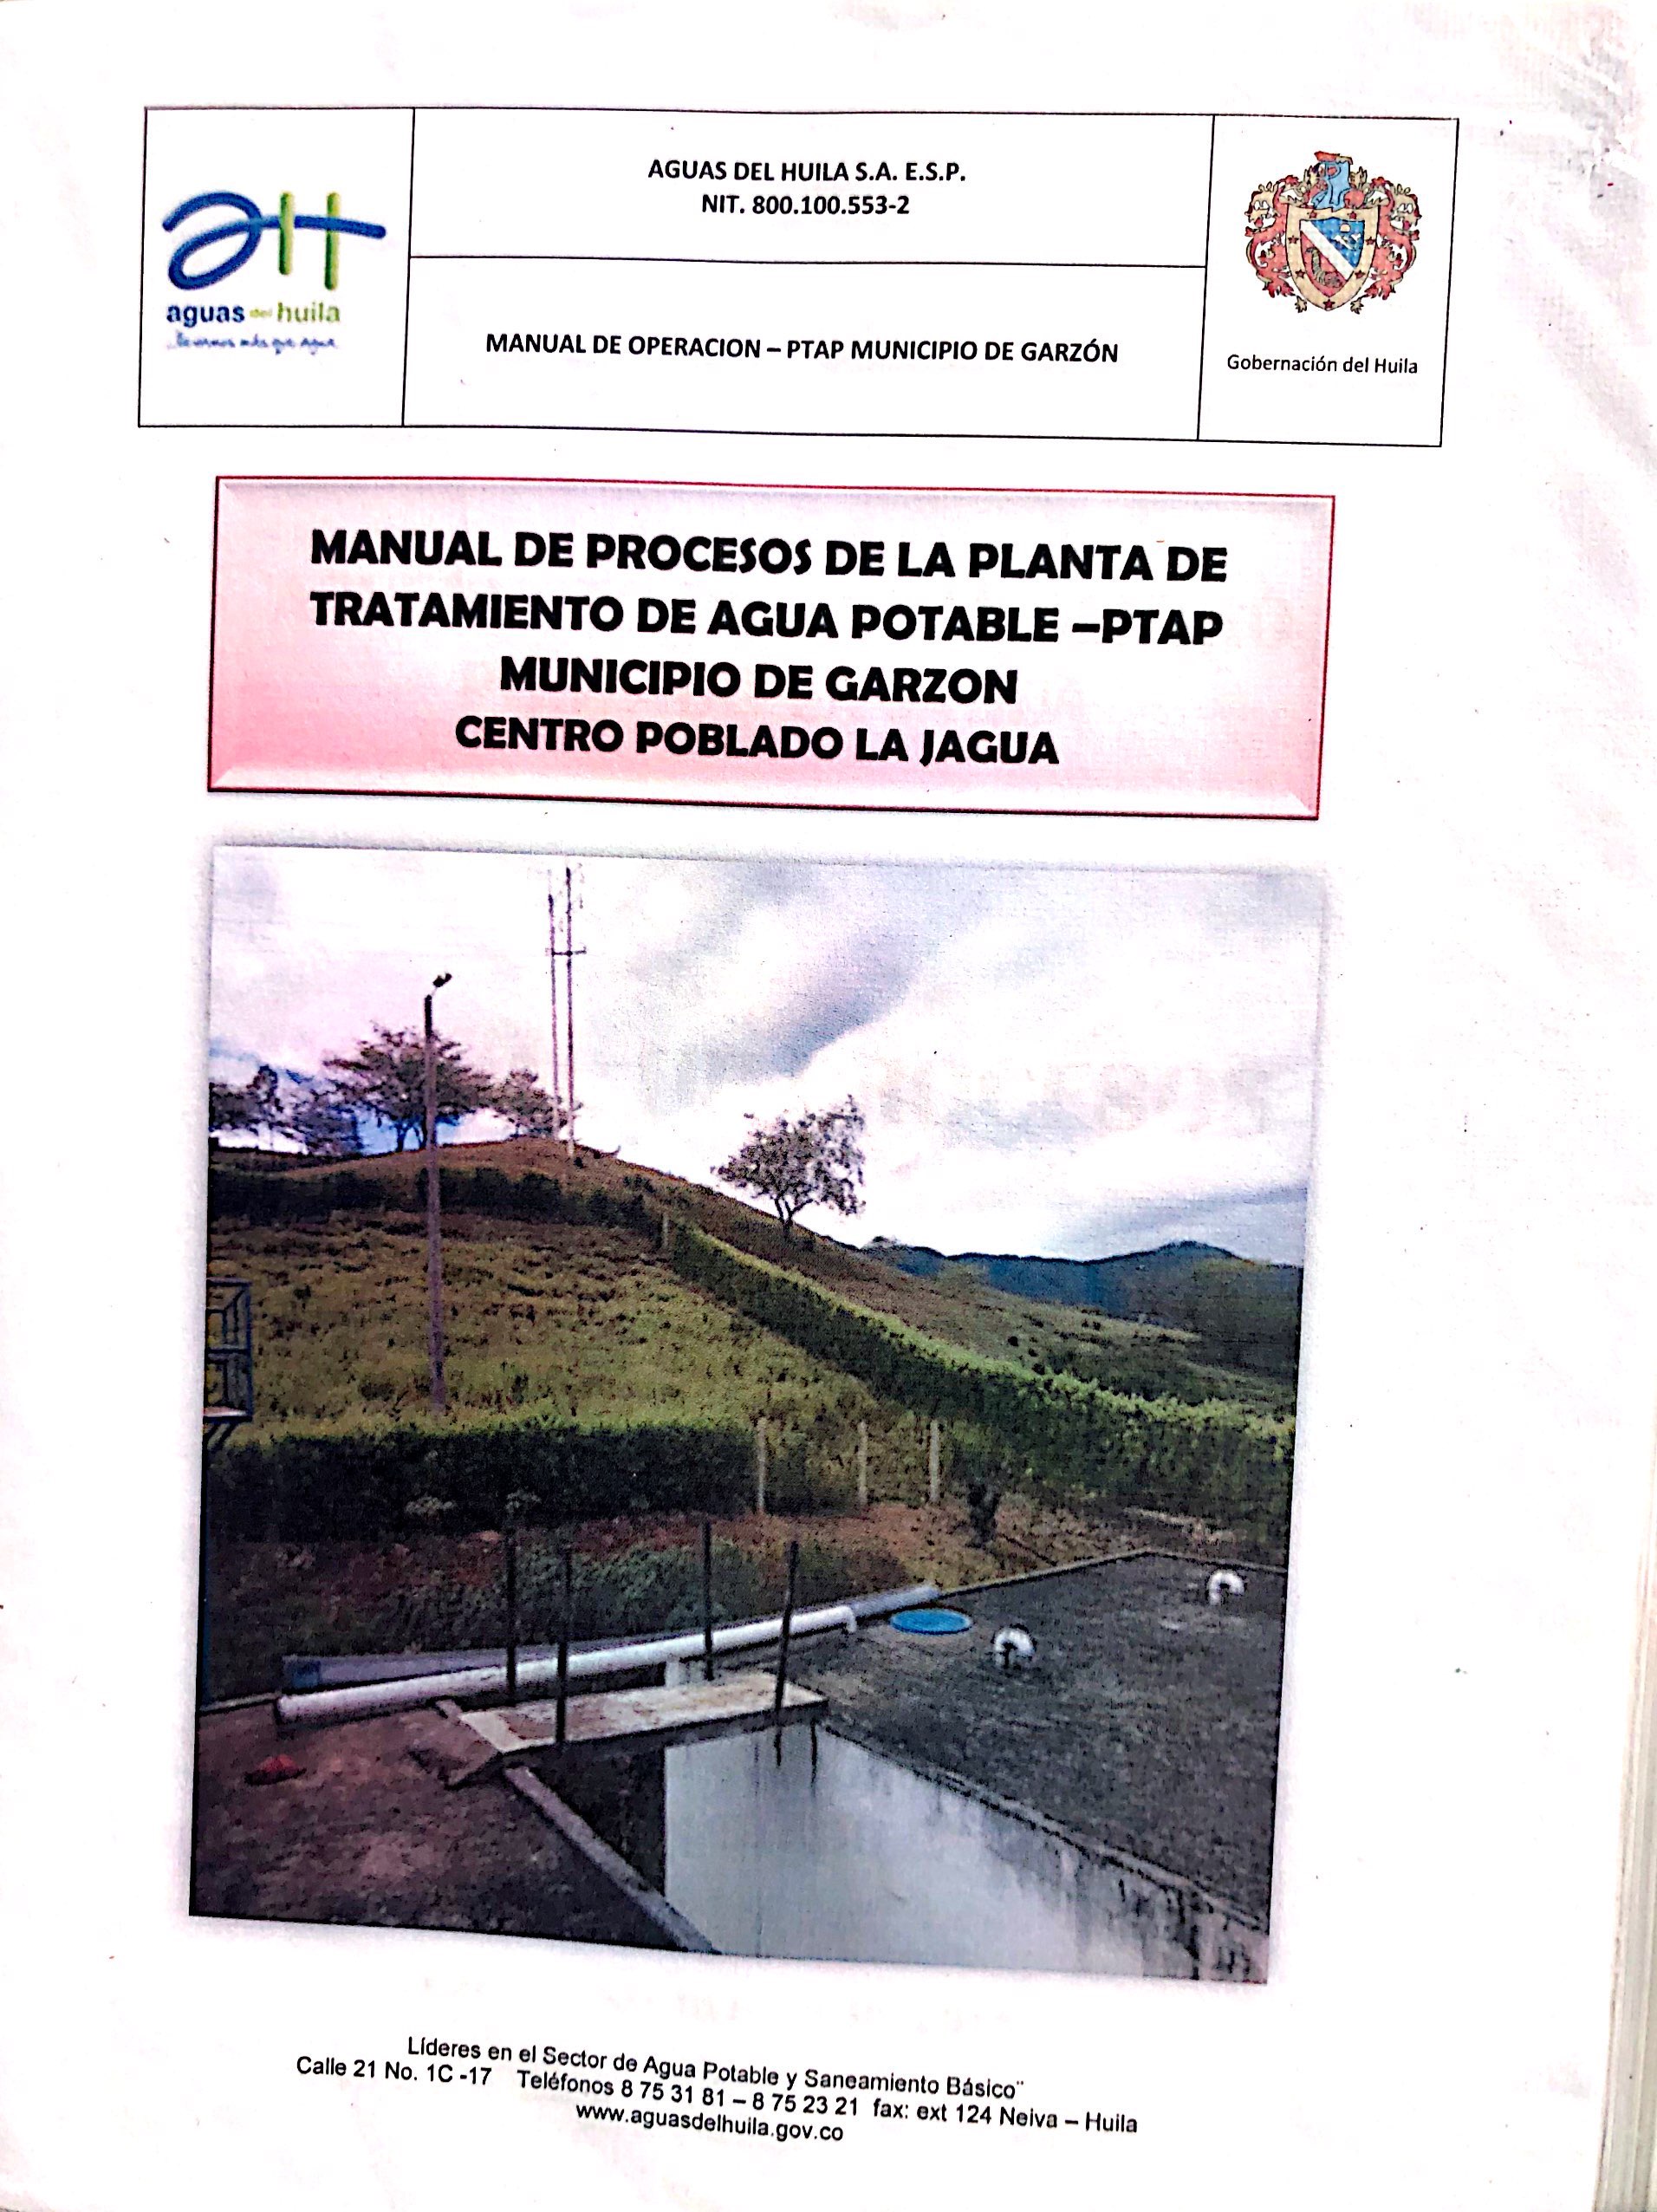 AGUAS DEL HUILA S.A. E.S.P.
NIT. 800.100.553-2
aguas del huila
MANUAL DE OPERACION – PTAP MUNICIPIO DE GARZÓN
Gobernación del Huila
MANUAL DE PROCESOS DE LA PLANTA DE
TRATAMIENTO DE AGUA POTABLE –PTAP
MUNICIPIO DE GARZON
CENTRO POBLADO LA JAGUA
Líderes en el Sector de Agua Potable y Saneamiento Básico¨
Calle 21 No. 1C -17 Teléfonos 8 75 31 81 – 8 75 23 21 fax: ext 124 Neiva – Huila
www.aguasdelhuila.gov.co